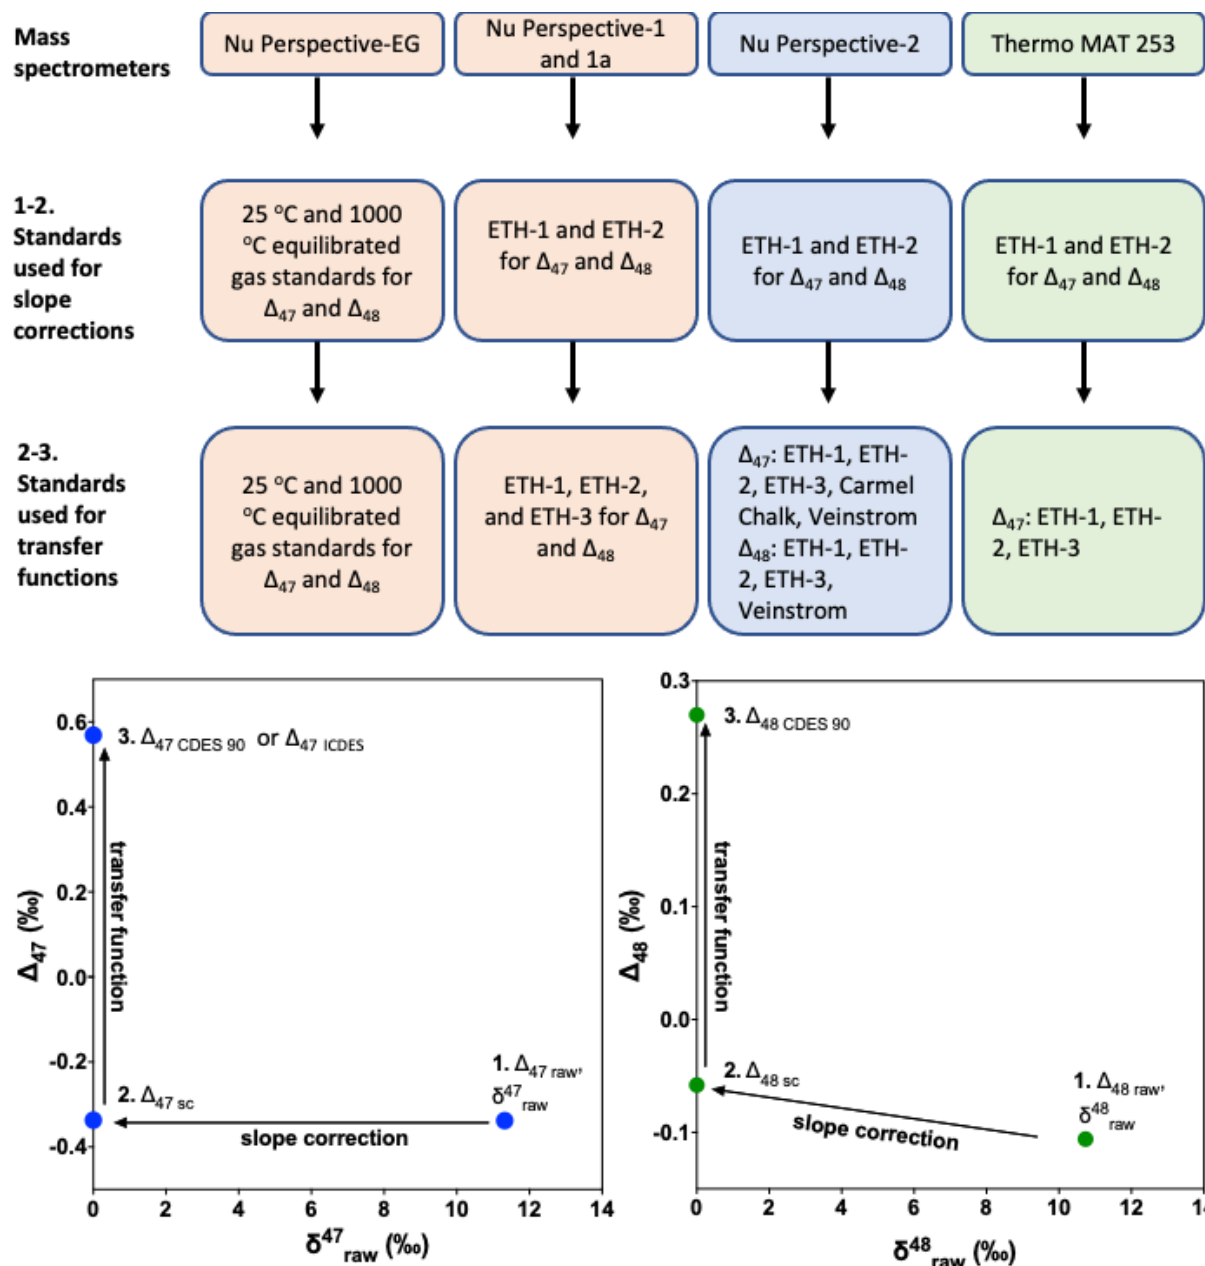 Mass
spectrometers
Nu Perspective-EG
Nu Perspective-1
and 1a
Nu Perspective-2
Thermo MAT 253
1-2.
Standards
used for
slope
corrections
25 °C and 1000
°C equilibrated
gas standards for
Δ47 and Δ48
ETH-1 and ETH-2
for Δ47 and Δ48
ETH-1 and ETH-2
for Δ47 and Δ48
ETH-1 and ETH-2
for Δ47 and Δ48
2-3.
Standards
used for
transfer
functions
25 °C and 1000
°C equilibrated
gas standards for
Δ47 and Δ48
ETH-1, ETH-2,
and ETH-3 for Δ47
and Δ48
Δ47: ETH-1, ETH-
2, ETH-3, Carmel
Chalk, Veinstrom
Δ48: ETH-1, ETH-
2, ETH-3,
Veinstrom
Δ47: ETH-1, ETH-
2, ETH-3
Δ47 (‰)
0.6
0.4
0.2
0.0
-0.2
-0.4
3. Δ47 CDES 90 or Δ47 ICDES
transfer function
2. Δ47 sc
1. Δ47 raw,
δ47raw
slope correction
0 2 4 6 8 10 12 14
δ47raw (‰)
Δ48 (‰)
0.3
0.2
0.1
0.0
-0.1
3. Δ48 CDES 90
transfer function
2. Δ48 sc
1. Δ48 raw,
δ48raw
slope correction
0 2 4 6 8 10 12 14
δ48raw (‰)